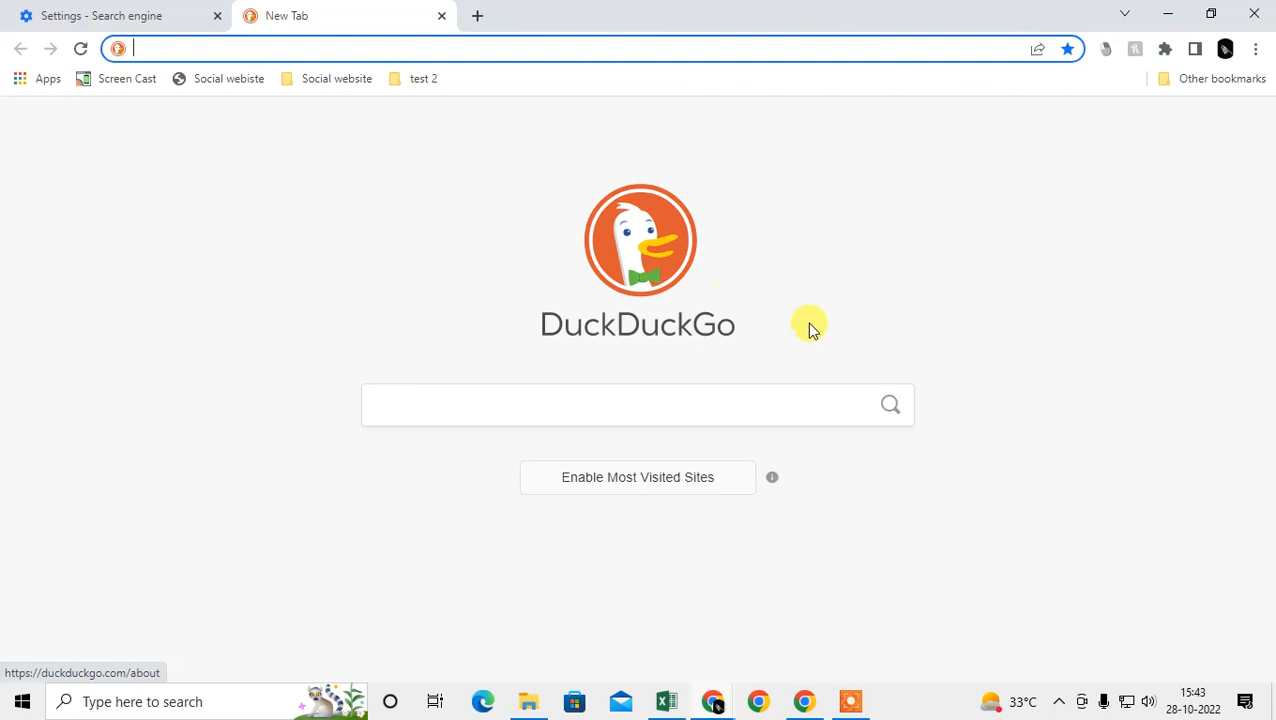 Settings - Search engine
New Tab
Apps
Screen Cast
Social webiste
Social website
test 2
Other bookmarks
DuckDuckGo
Enable Most Visited Sites
https://duckduckgo.com/about
Type here to search
33°C
15:43
28-10-2022